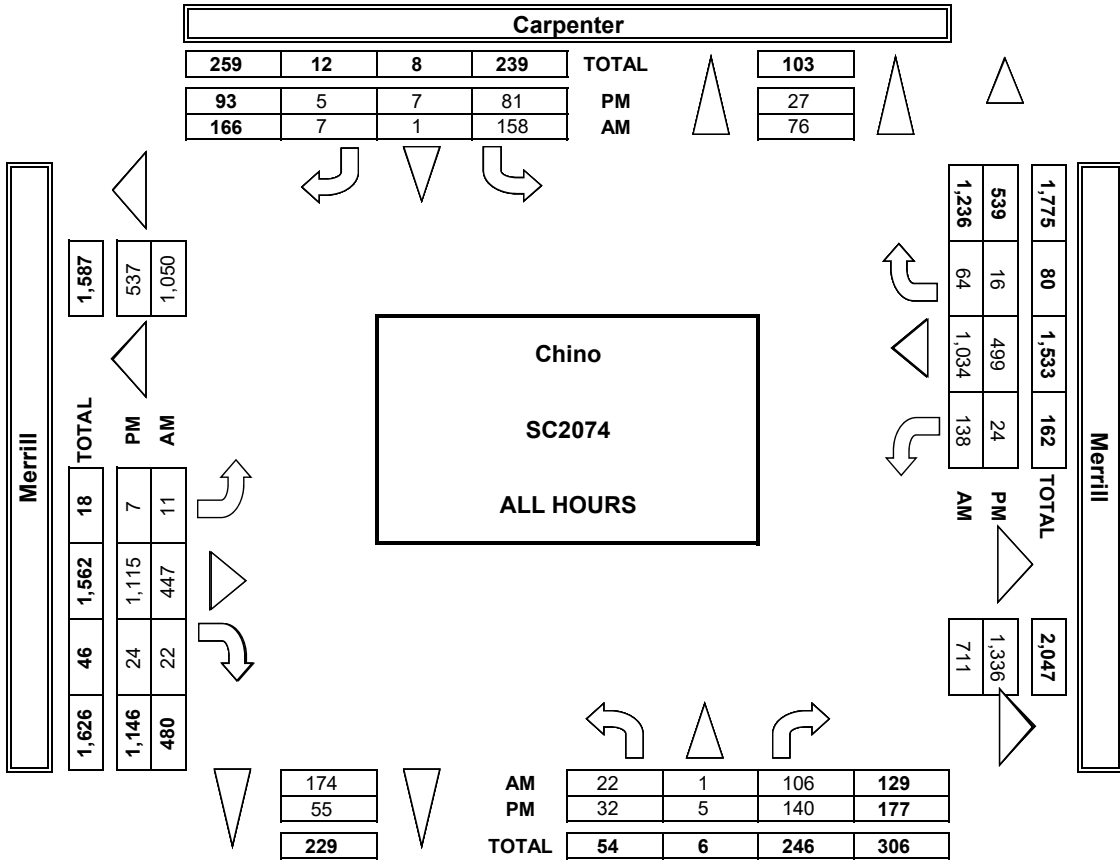 Carpenter
259 12 8 239 TOTAL 103
93 5 7 81 PM 27
166 7 1 158 AM 76
Merrill
1,587
537
1,050
TOTAL 18 1,562 46 1,626
PM 7 1,115 24 1,146
AM 11 447 22 480
Chino
SC2074
ALL HOURS
1,775 80 1,533 162 TOTAL
539 16 499 24 PM
1,236 64 1,034 138 AM
2,047
1,336
711
Merrill
174 AM 22 1 106 129
55 PM 32 5 140 177
229 TOTAL 54 6 246 306